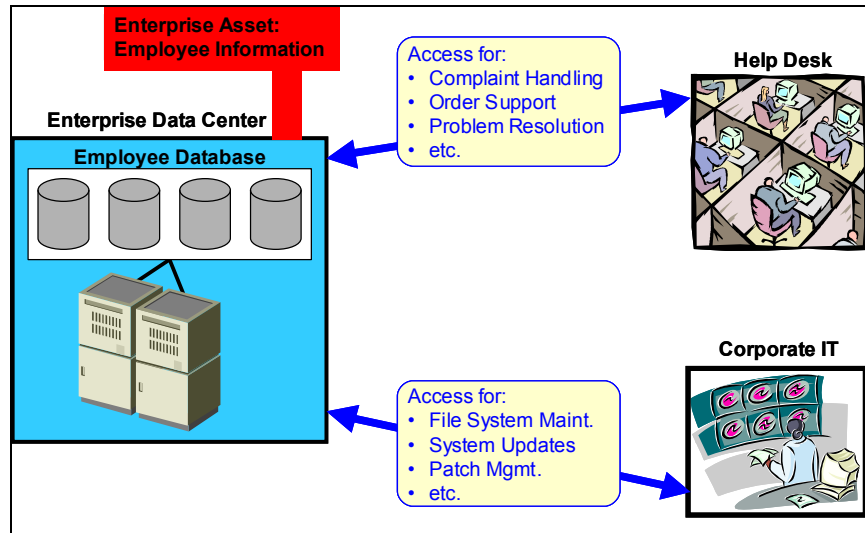 Enterprise Asset:
Employee Information
Enterprise Data Center
Employee Database
Access for:
• Complaint Handling
• Order Support
• Problem Resolution
• etc.
Help Desk
Access for:
• File System Maint.
• System Updates
• Patch Mgmt.
• etc.
Corporate IT